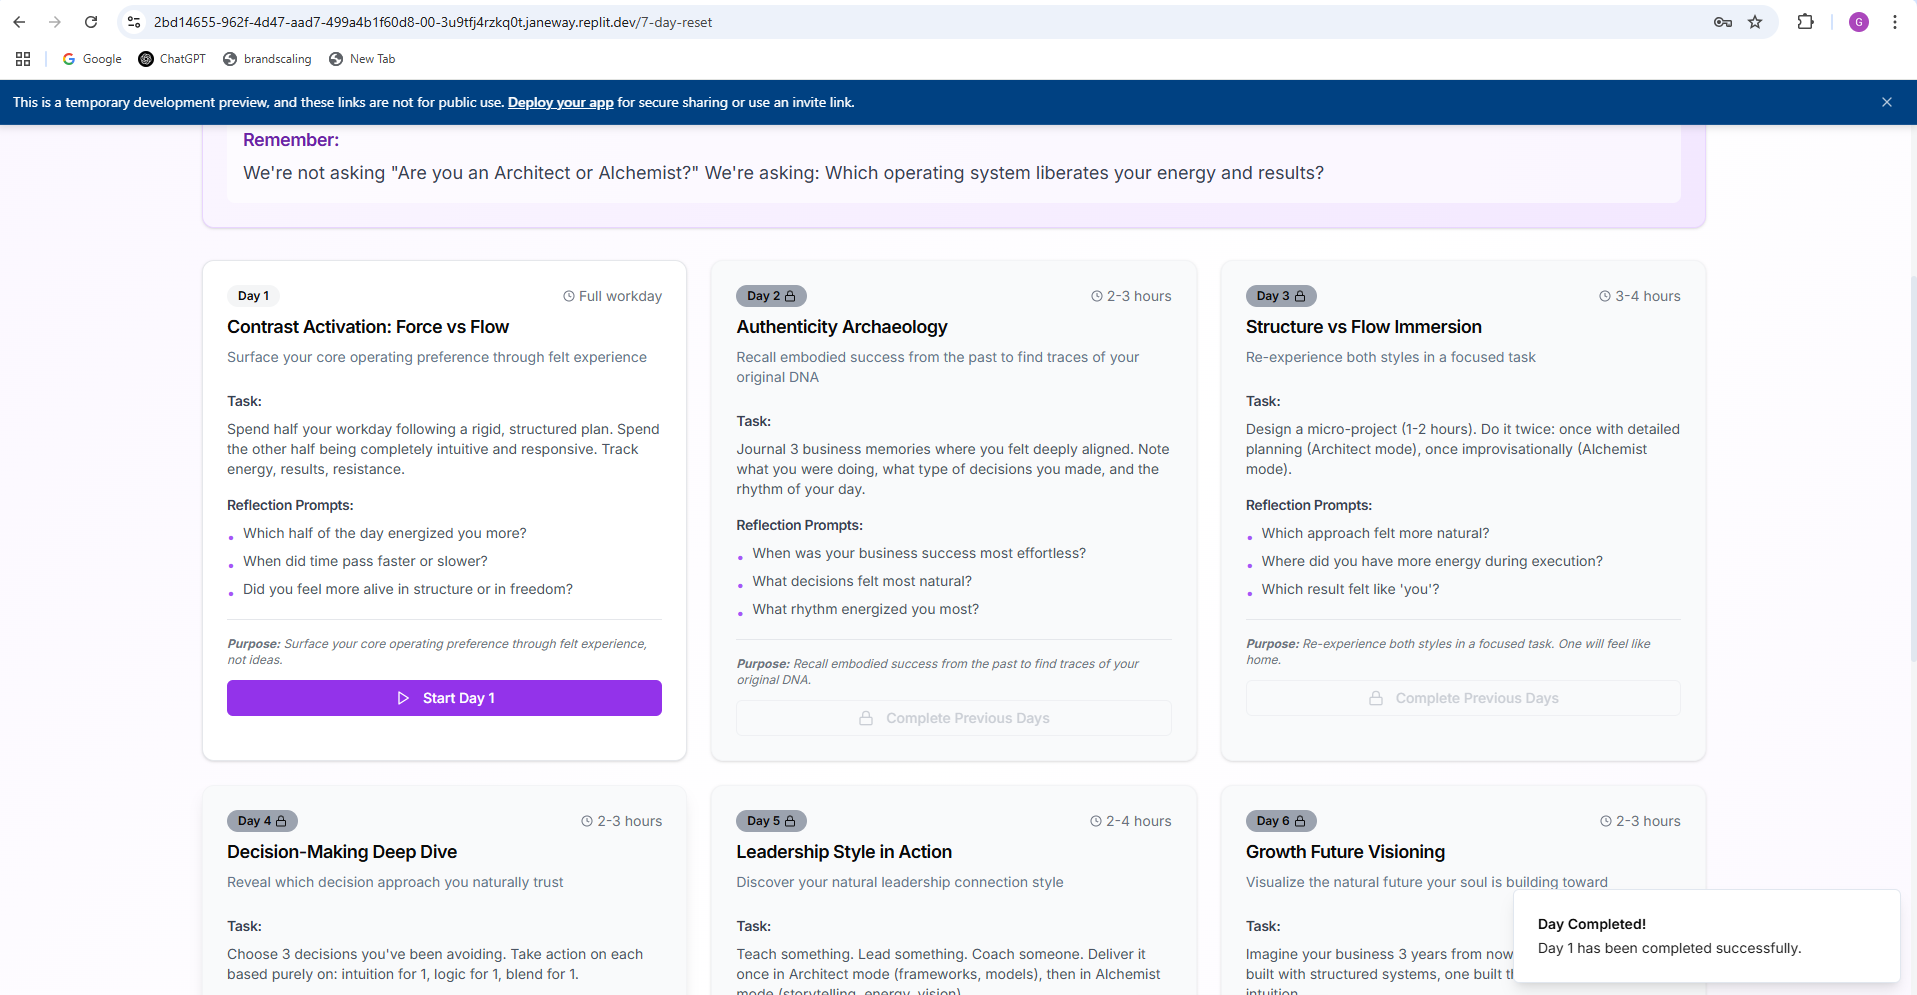 2bd14655-962f-4d47-aad7-499a4b1f60d8-00-3u9tfj4rzkq0t.janeway.replit.dev/7-day-reset
G
Google
ChatGPT
brandscaling
New Tab
This is a temporary development preview, and these links are not for public use. Deploy your app for secure sharing or use an invite link.
Remember:
We're not asking "Are you an Architect or Alchemist?" We're asking: Which operating system liberates your energy and results?
Day 1
Full workday
Contrast Activation: Force vs Flow
Surface your core operating preference through felt experience
Task:
Spend half your workday following a rigid, structured plan. Spend
the other half being completely intuitive and responsive. Track
energy, results, resistance.
Reflection Prompts:
Which half of the day energized you more?
When did time pass faster or slower?
Did you feel more alive in structure or in freedom?
Purpose: Surface your core operating preference through felt experience,
not ideas.
Start Day 1
Day 2
2-3 hours
Authenticity Archaeology
Recall embodied success from the past to find traces of your
original DNA
Task:
Journal 3 business memories where you felt deeply aligned. Note
what you were doing, what type of decisions you made, and the
rhythm of your day.
Reflection Prompts:
When was your business success most effortless?
What decisions felt most natural?
What rhythm energized you most?
Purpose: Recall embodied success from the past to find traces of your
original DNA.
Complete Previous Days
Day 3
3-4 hours
Structure vs Flow Immersion
Re-experience both styles in a focused task
Task:
Design a micro-project (1-2 hours). Do it twice: once with detailed
planning (Architect mode), once improvisationally (Alchemist
mode).
Reflection Prompts:
Which approach felt more natural?
Where did you have more energy during execution?
Which result felt like 'you'?
Purpose: Re-experience both styles in a focused task. One will feel like
home.
Complete Previous Days
Day 4
2-3 hours
Decision-Making Deep Dive
Reveal which decision approach you naturally trust
Task:
Choose 3 decisions you've been avoiding. Take action on each
based purely on: intuition for 1, logic for 1, blend for 1.
Day 5
2-4 hours
Leadership Style in Action
Discover your natural leadership connection style
Task:
Teach something. Lead something. Coach someone. Deliver it
once in Architect mode (frameworks, models), then in Alchemist
mode (storytelling, energy, vision)
Day 6
2-3 hours
Growth Future Visioning
Visualize the natural future your soul is building toward
Task:
Imagine your business 3 years from now
built with structured systems, one built
intuition
Day Completed!
Day 1 has been completed successfully.